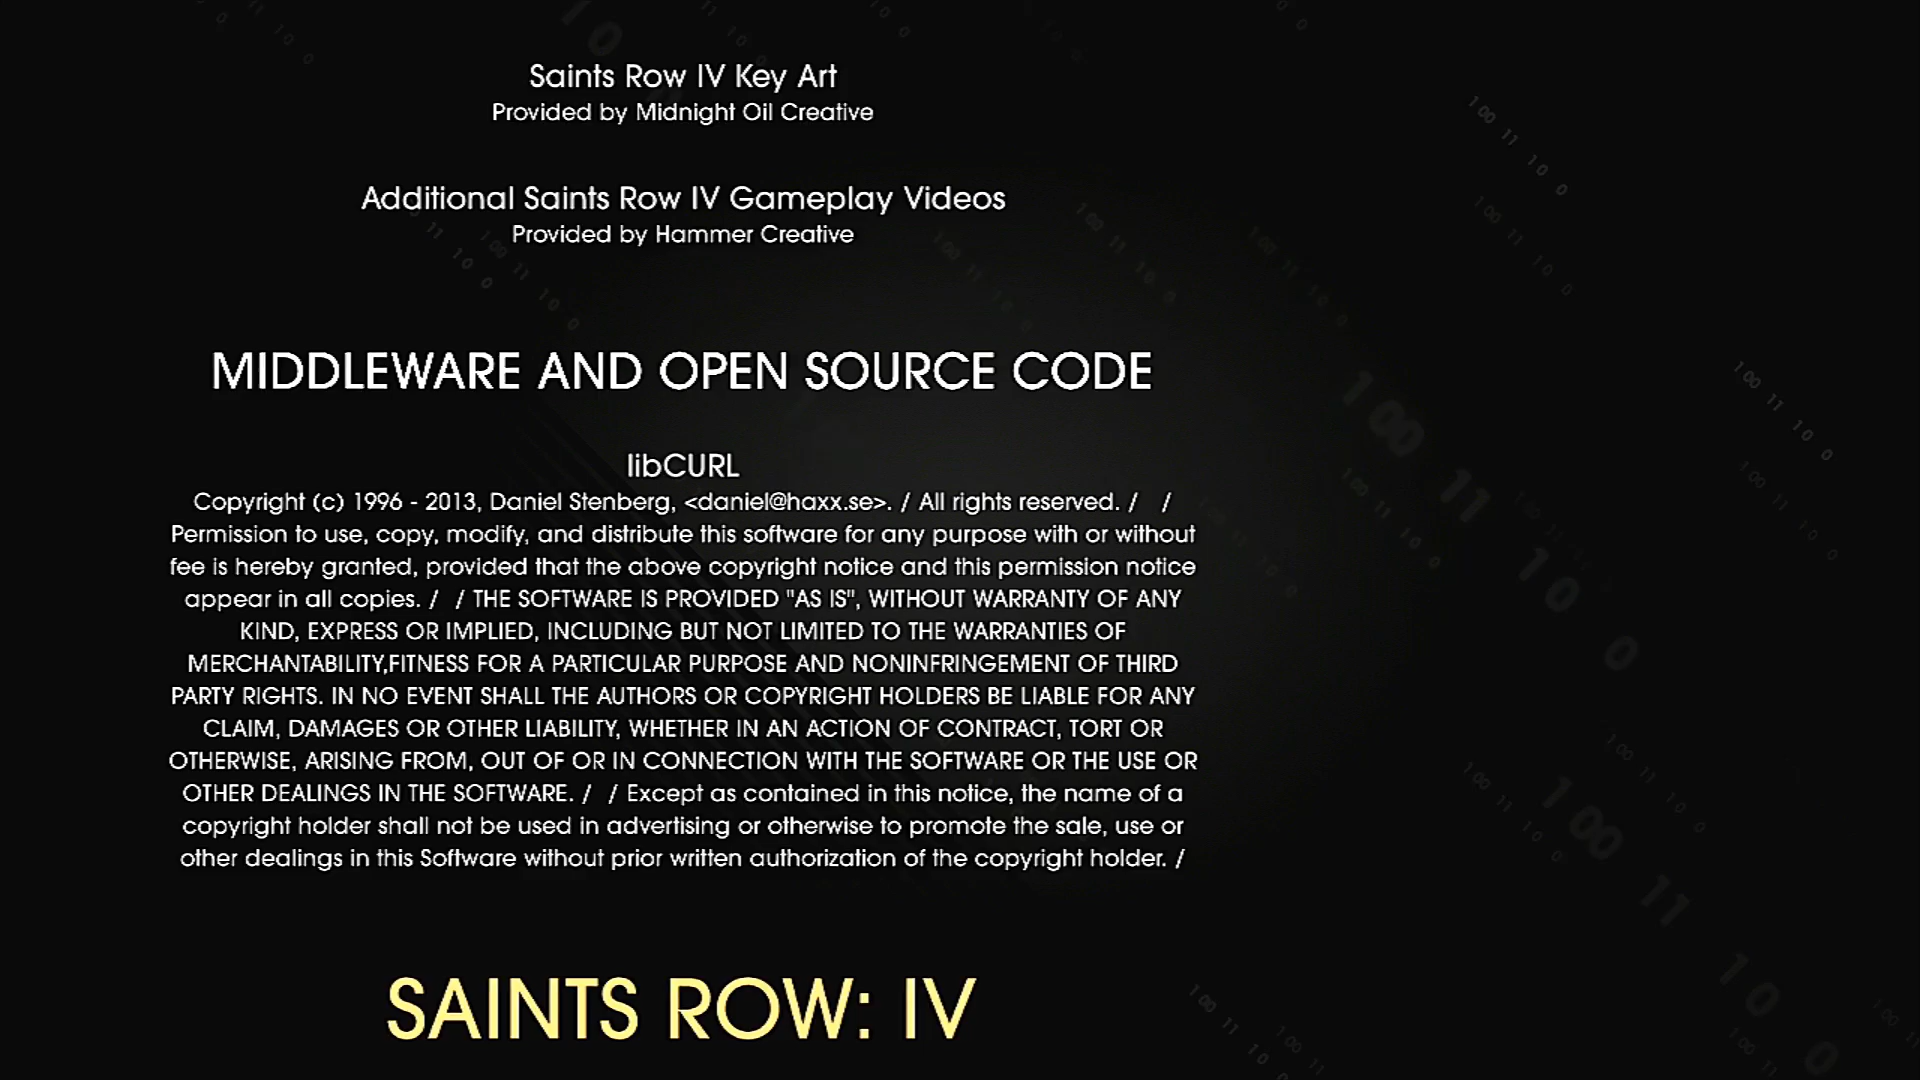 Saints Row IV Key Art
Provided by Midnight Oil Creative
Additional Saints Row IV Gameplay Videos
Provided by Hammer Creative
MIDDLEWARE AND OPEN SOURCE CODE
libCURL
Copyright (c) 1996 - 2013, Daniel Stenberg, <daniel@haxx.se>. / All rights reserved. /   /
Permission to use, copy, modify, and distribute this software for any purpose with or without
fee is hereby granted, provided that the above copyright notice and this permission notice
appear in all copies. /   / THE SOFTWARE IS PROVIDED "AS IS", WITHOUT WARRANTY OF ANY
KIND, EXPRESS OR IMPLIED, INCLUDING BUT NOT LIMITED TO THE WARRANTIES OF
MERCHANTABILITY,FITNESS FOR A PARTICULAR PURPOSE AND NONINFRINGEMENT OF THIRD
PARTY RIGHTS. IN NO EVENT SHALL THE AUTHORS OR COPYRIGHT HOLDERS BE LIABLE FOR ANY
CLAIM, DAMAGES OR OTHER LIABILITY, WHETHER IN AN ACTION OF CONTRACT, TORT OR
OTHERWISE, ARISING FROM, OUT OF OR IN CONNECTION WITH THE SOFTWARE OR THE USE OR
OTHER DEALINGS IN THE SOFTWARE. /   / Except as contained in this notice, the name of a
copyright holder shall not be used in advertising or otherwise to promote the sale, use or
other dealings in this Software without prior written authorization of the copyright holder. /
SAINTS ROW: IV